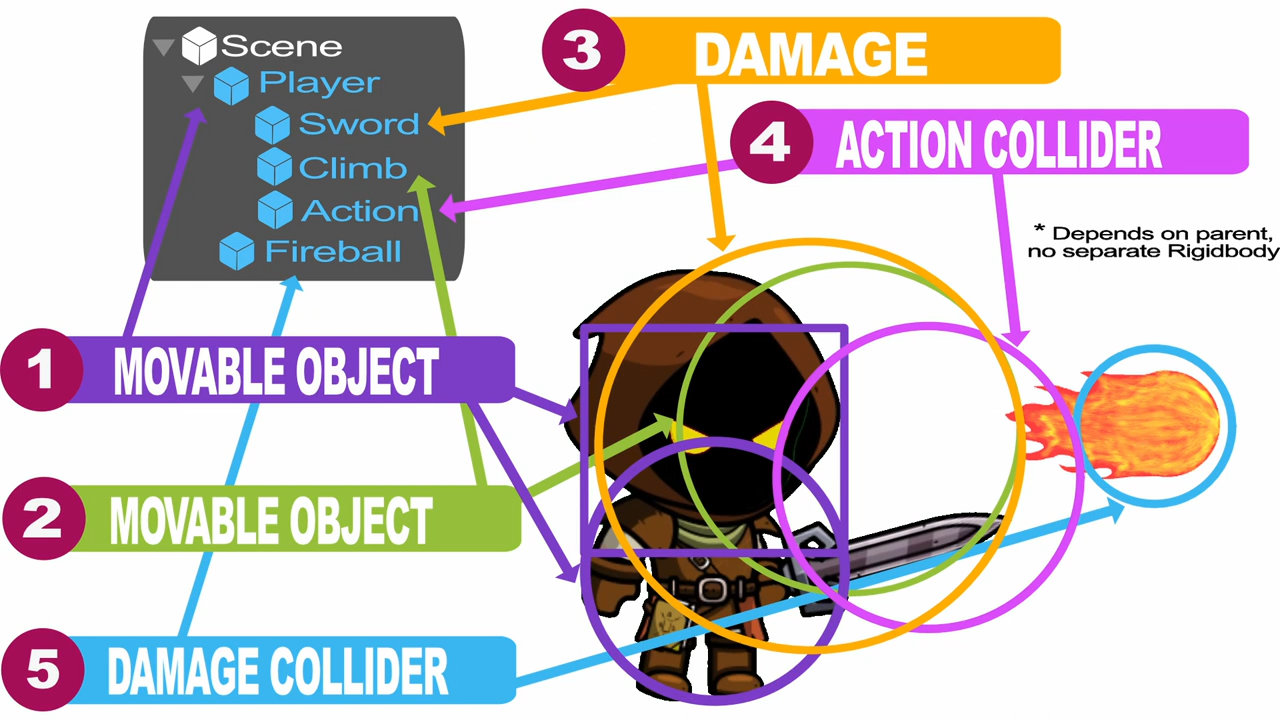 Scene
Player
Sword
Climb
Action
Fireball
3 DAMAGE
4 ACTION COLLIDER
* Depends on parent,
no separate Rigidbody
1 MOVABLE OBJECT
2 MOVABLE OBJECT
5 DAMAGE COLLIDER